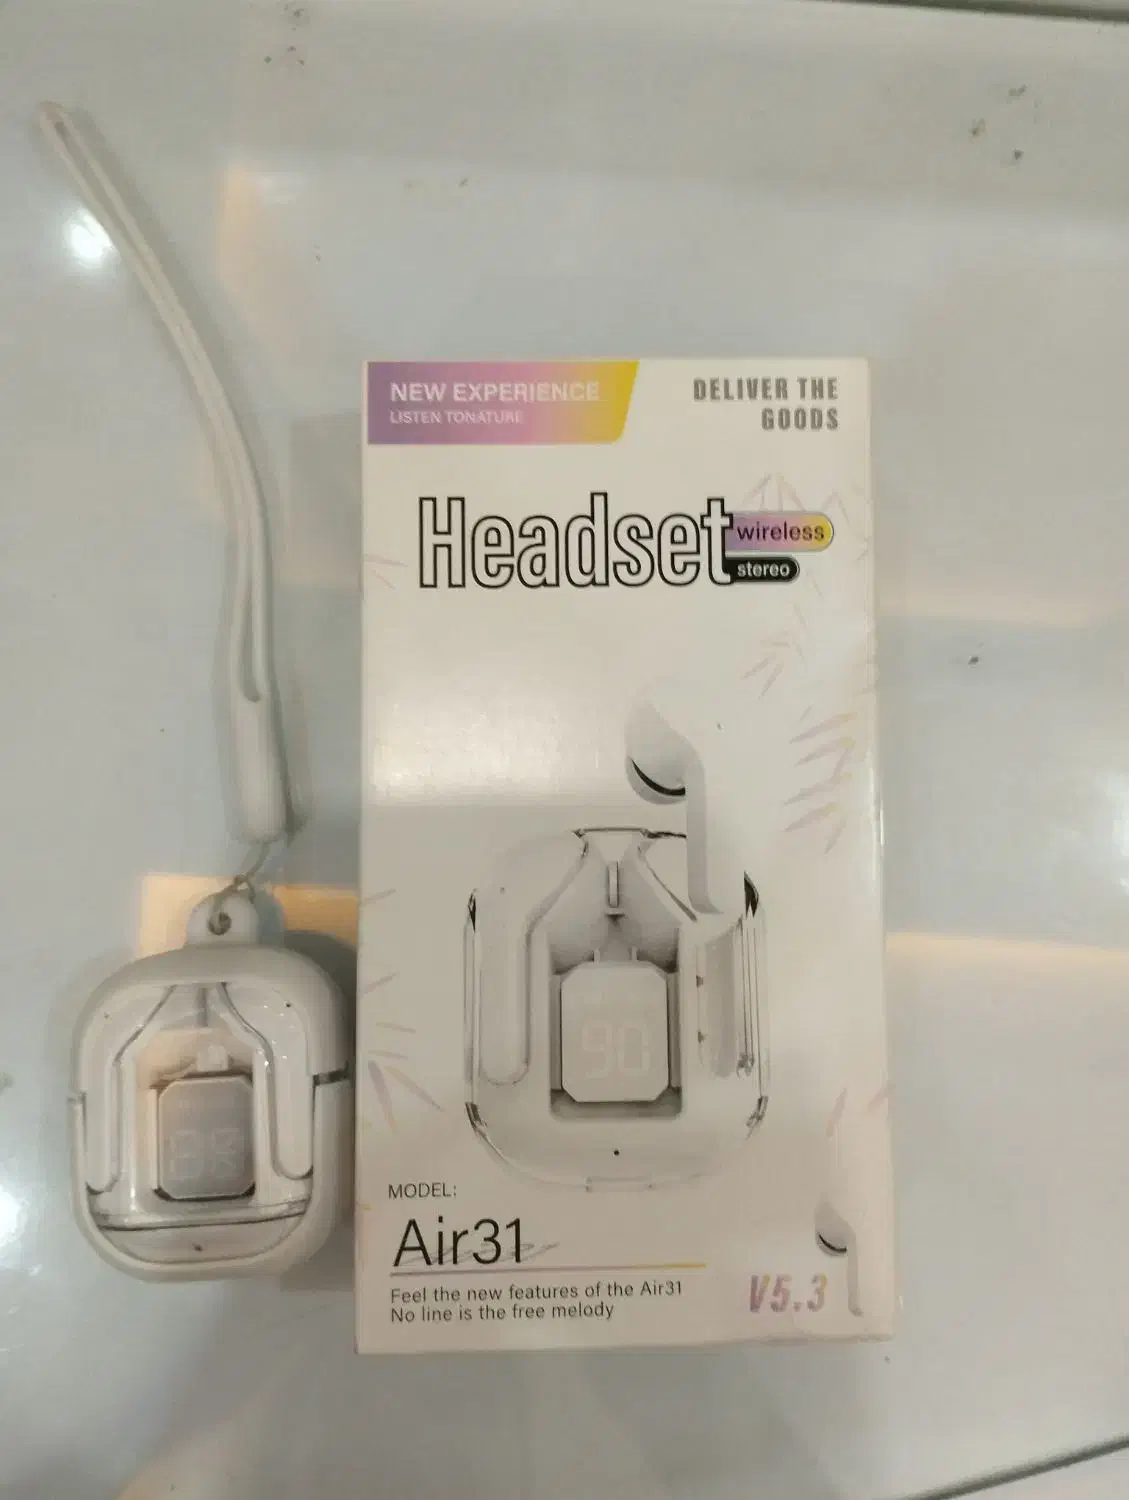 NEW EXPERIENCE
LISTEN TONATURE
DELIVER THE
GOODS
Headset
wireless
stereo
90
MODEL:
Air31
Feel the new features of the Air31
No line is the free melody
V5.3